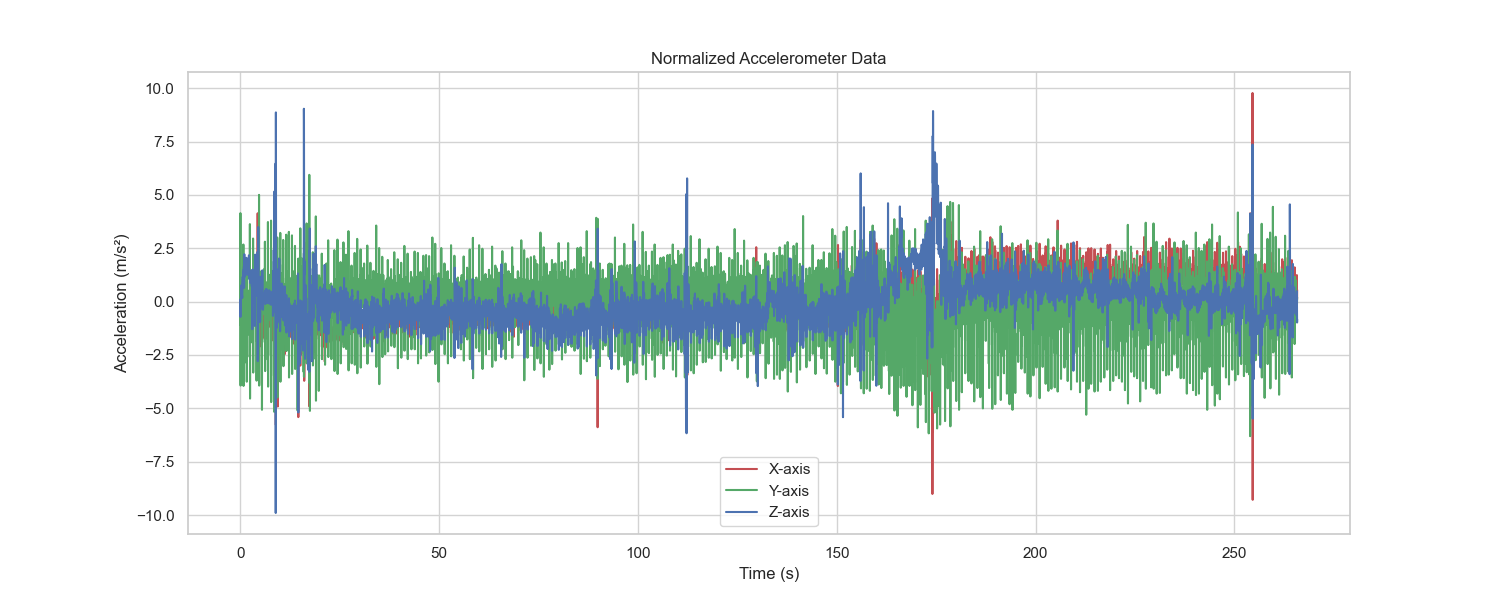 Normalized Accelerometer Data
10.0
7.5
5.0
2.5
0.0
−2.5
−5.0
−7.5
−10.0
Acceleration (m/s²)
X-axis
Y-axis
Z-axis
0
50
100
150
200
250
Time (s)